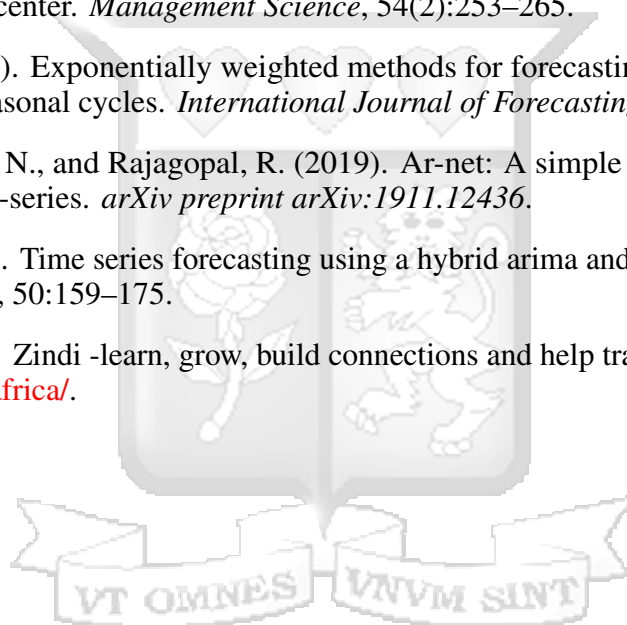 center. Management Science, 54(2):253–265.
). Exponentially weighted methods for forecastin
asonal cycles. International Journal of Forecasting
N., and Rajagopal, R. (2019). Ar-net: A simple
-series. arXiv preprint arXiv:1911.12436.
. Time series forecasting using a hybrid arima and
, 50:159–175.
Zindi -learn, grow, build connections and help tra
africa/.
VT OMNES VNVM SINT